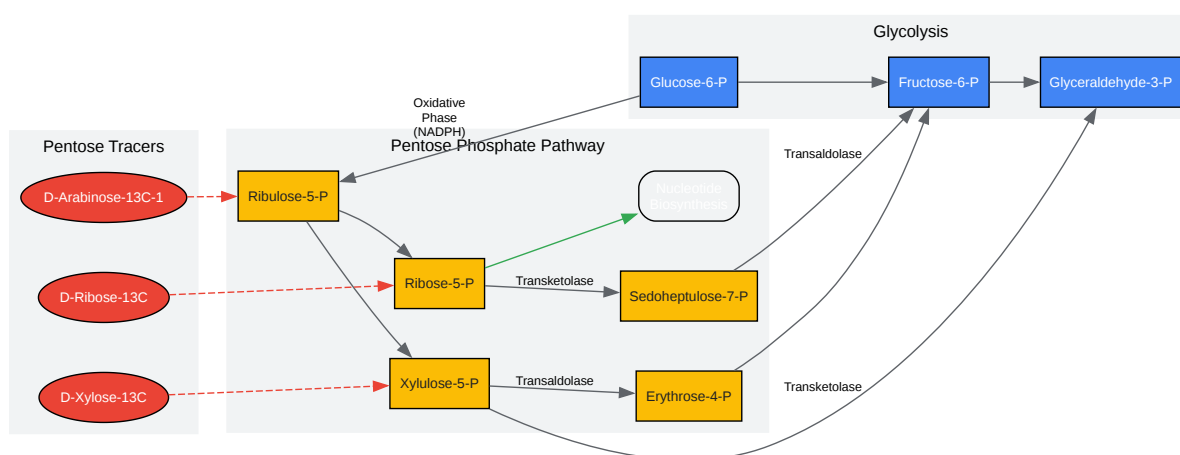 Glycolysis
Glucose-6-P
Fructose-6-P
Glyceraldehyde-3-P
Oxidative
Phase
(NADPH)
Pentose Tracers
Pentose Phosphate Pathway
Transaldolase
D-Arabinose-13C-1
Ribulose-5-P
Nucleotide
Biosynthesis
D-Ribose-13C
Ribose-5-P
Transketolase
Sedoheptulose-7-P
D-Xylose-13C
Xylulose-5-P
Transaldolase
Erythrose-4-P
Transketolase